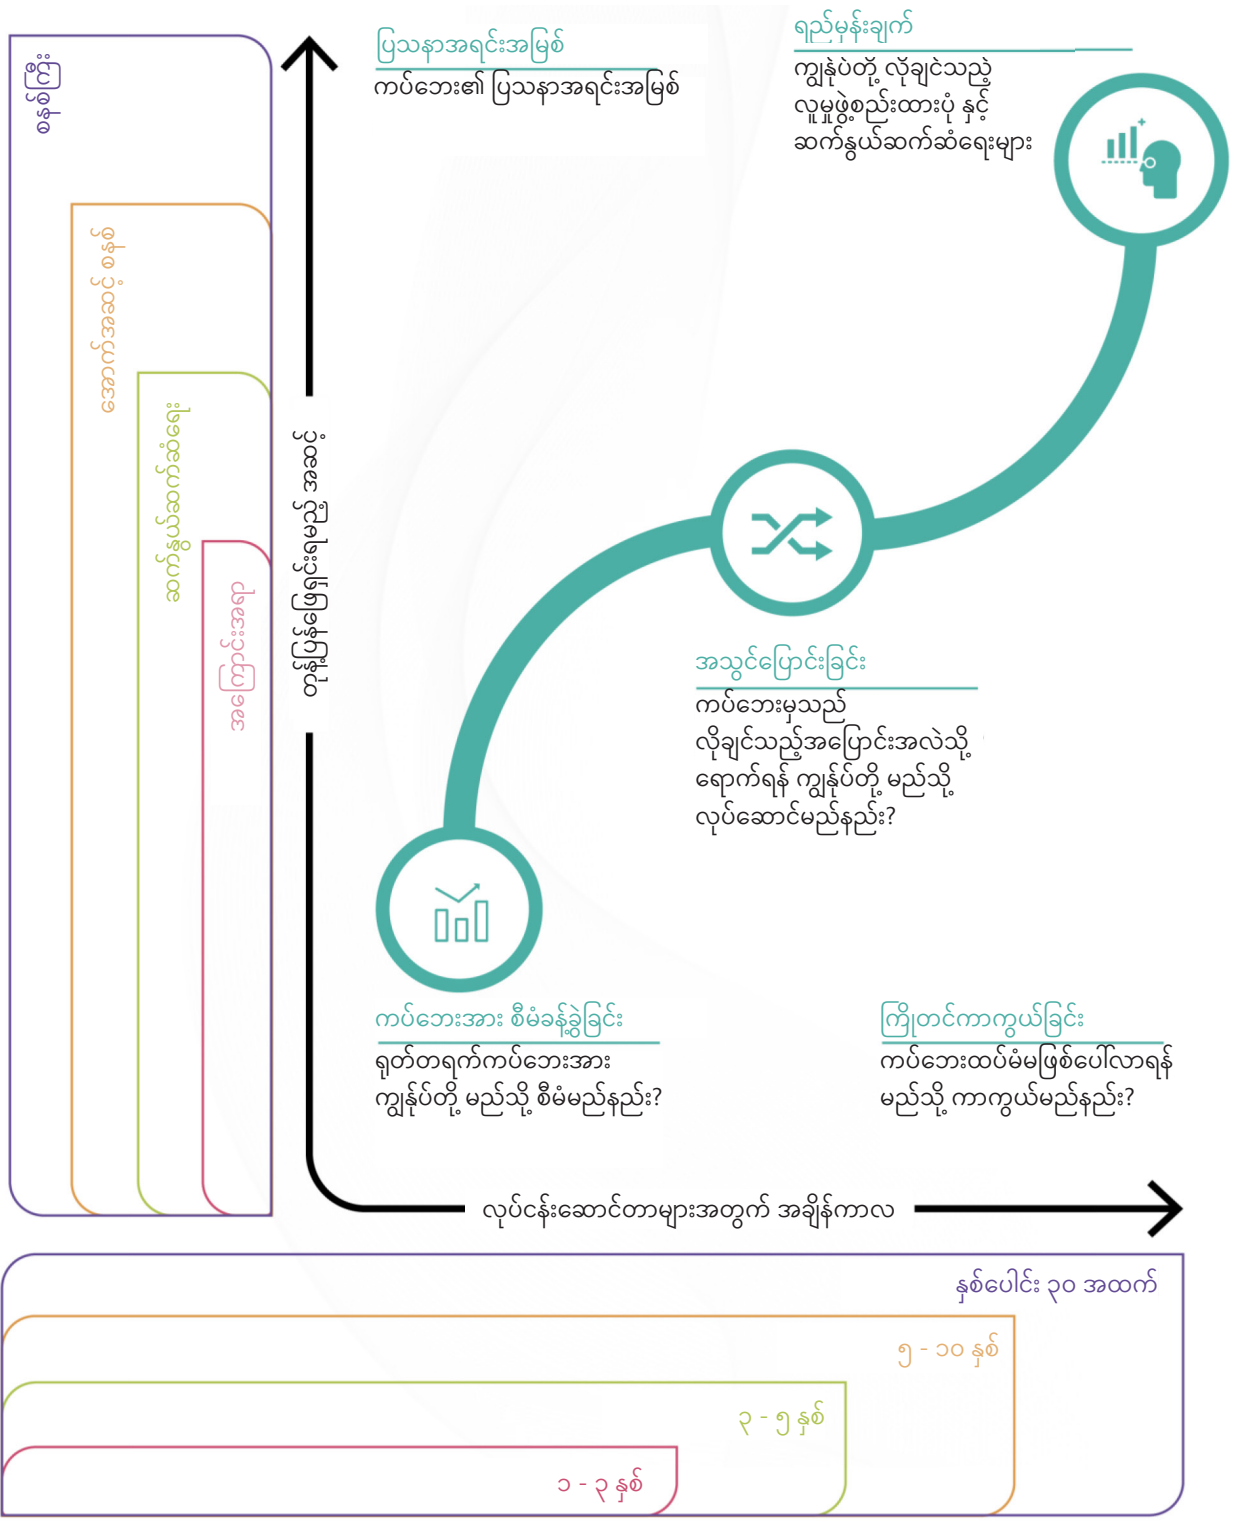 ပြသနာအရင်းအမြစ်
ကပ်ဘေး၏ ပြသနာအရင်းအမြစ်
ရည်မှန်းချက်
ကျွန်ုပ်တို့ လိုချင်သည့်
လူမှုဖွဲ့စည်းထားပုံ နှင့်
ဆက်နွယ်ဆက်ဆံရေးများ
စနစ်ကြီး
အောက်အဆင့် စနစ်
ဆက်နွယ်ဆက်ဆံရေး
အကြောင်းအရာ
တုံ့ပြန်ဖြေရှင်းရမည့် အဆင့်
အသွင်ပြောင်းခြင်း
ကပ်ဘေးမှသည်
လိုချင်သည့်အပြောင်းအလဲသို့
ရောက်ရန် ကျွန်ုပ်တို့ မည်သို့
လုပ်ဆောင်မည်နည်း?
ကပ်ဘေးအား စီမံခန့်ခွဲခြင်း
ရုတ်တရက်ကပ်ဘေးအား
ကျွန်ုပ်တို့ မည်သို့ စီမံမည်နည်း?
ကြိုတင်ကာကွယ်ခြင်း
ကပ်ဘေးထပ်မံမဖြစ်ပေါ်လာရန်
မည်သို့ ကာကွယ်မည်နည်း?
လုပ်ငန်းဆောင်တာများအတွက် အချိန်ကာလ
နှစ်ပေါင်း ၃၀ အထက်
၅ - ၁၀ နှစ်
၃ - ၅ နှစ်
၁ - ၃ နှစ်